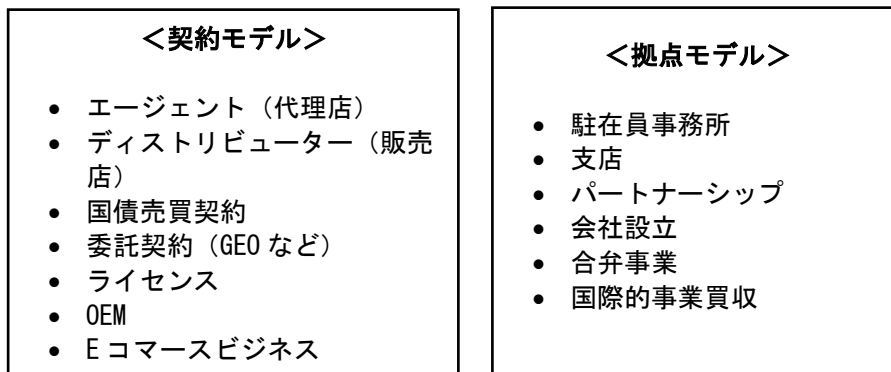 ＜契約モデル＞
• エージェント（代理店）
• ディストリビューター（販売
店）
• 国債売買契約
• 委託契約（GEO など）
• ライセンス
• OEM
• E コマースビジネス
＜拠点モデル＞
• 駐在員事務所
• 支店
• パートナーシップ
• 会社設立
• 合弁事業
• 国際的事業買収